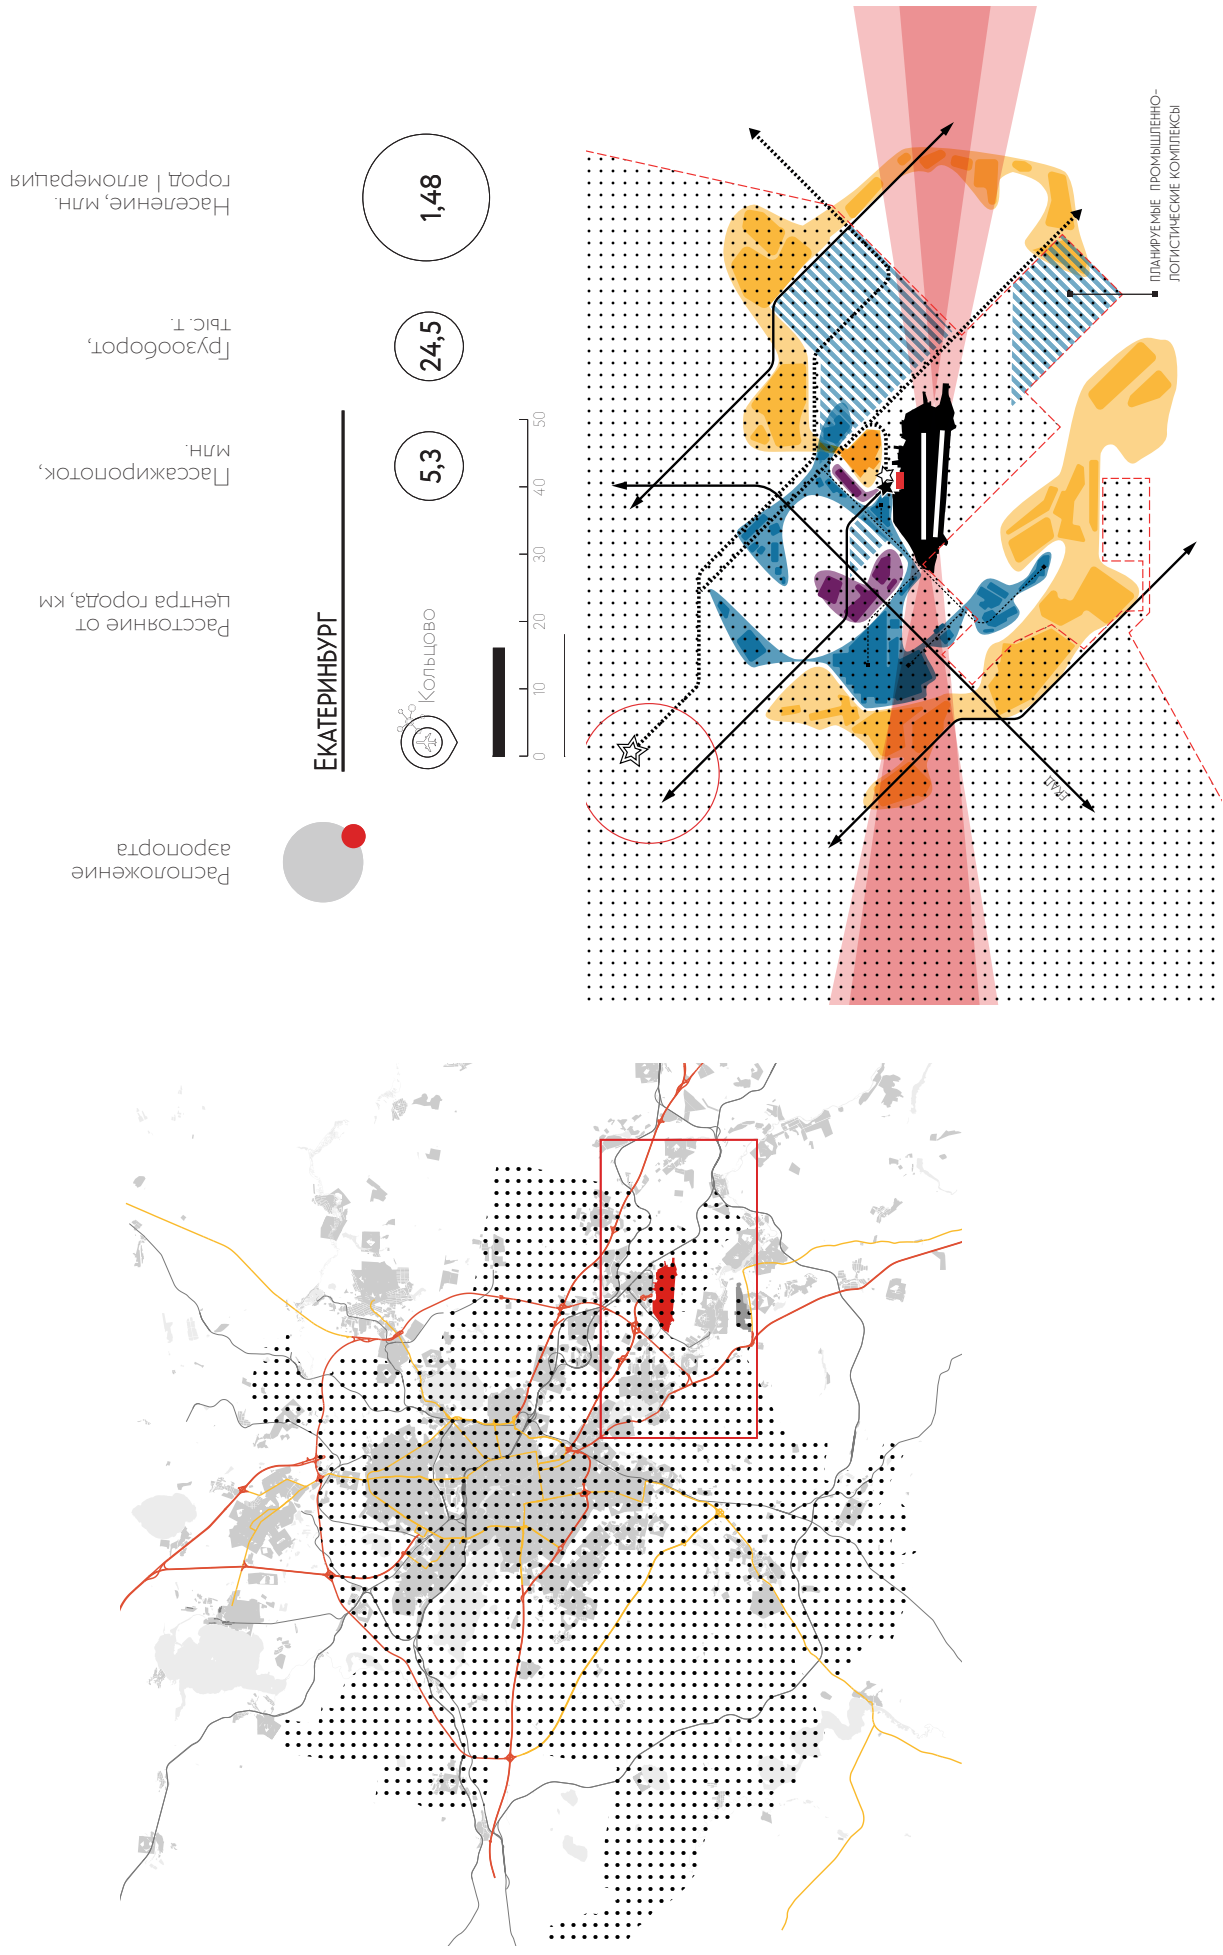 Расположение
аэропорта
Расстояние от
центра города, км
Пассажиропоток,
млн.
Грузооборот,
тыс. т.
Население, млн.
город | агломерация
ЕКАТЕРИНБУРГ
Кольцово
0
10
20
30
40
50
5,3
24,5
1,48
ПЛАНИРУЕМЫЕ ПРОМЫШЛЕННО-
ЛОГИСТИЧЕСКИЕ КОМПЛЕКСЫ
ЕКАД